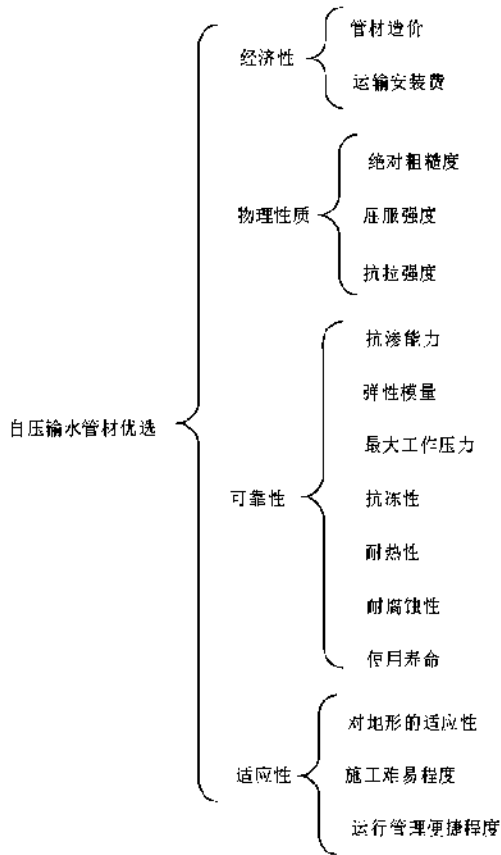 自压输水管材优选
经济性
管材造价
运输安装费
物理性质
绝对粗糙度
屈服强度
抗拉强度
可靠性
抗渗能力
弹性模量
最大工作压力
抗冻性
耐热性
耐腐蚀性
使用寿命
适应性
对地形的适应性
施工难易程度
运行管理便捷程度